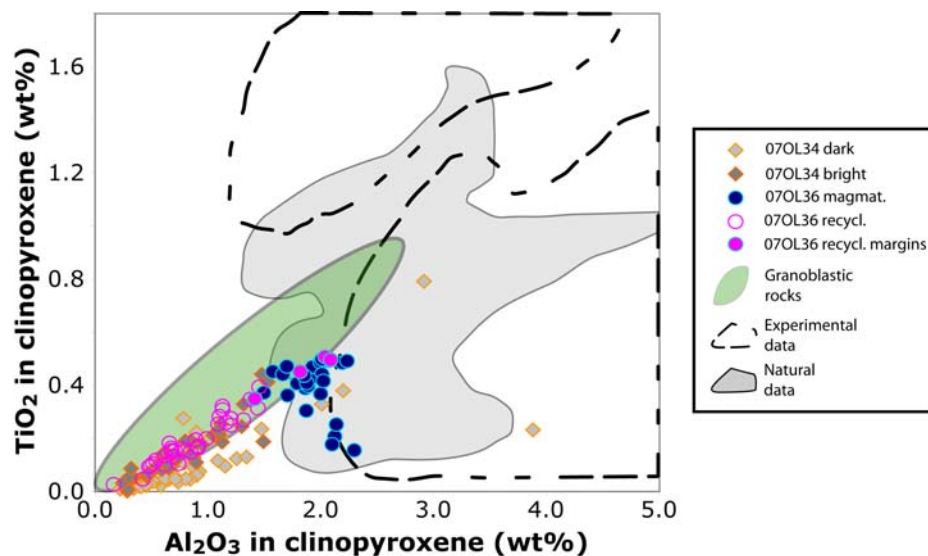 TiO2 in clinopyroxene (wt%)
1.6
1.2
0.8
0.4
0.0
0.0 1.0 2.0 3.0 4.0 5.0
Al2O3 in clinopyroxene (wt%)
07OL34 dark
07OL34 bright
07OL36 magmat.
07OL36 recycl.
07OL36 recycl. margins
Granoblastic
rocks
Experimental
data
Natural
data